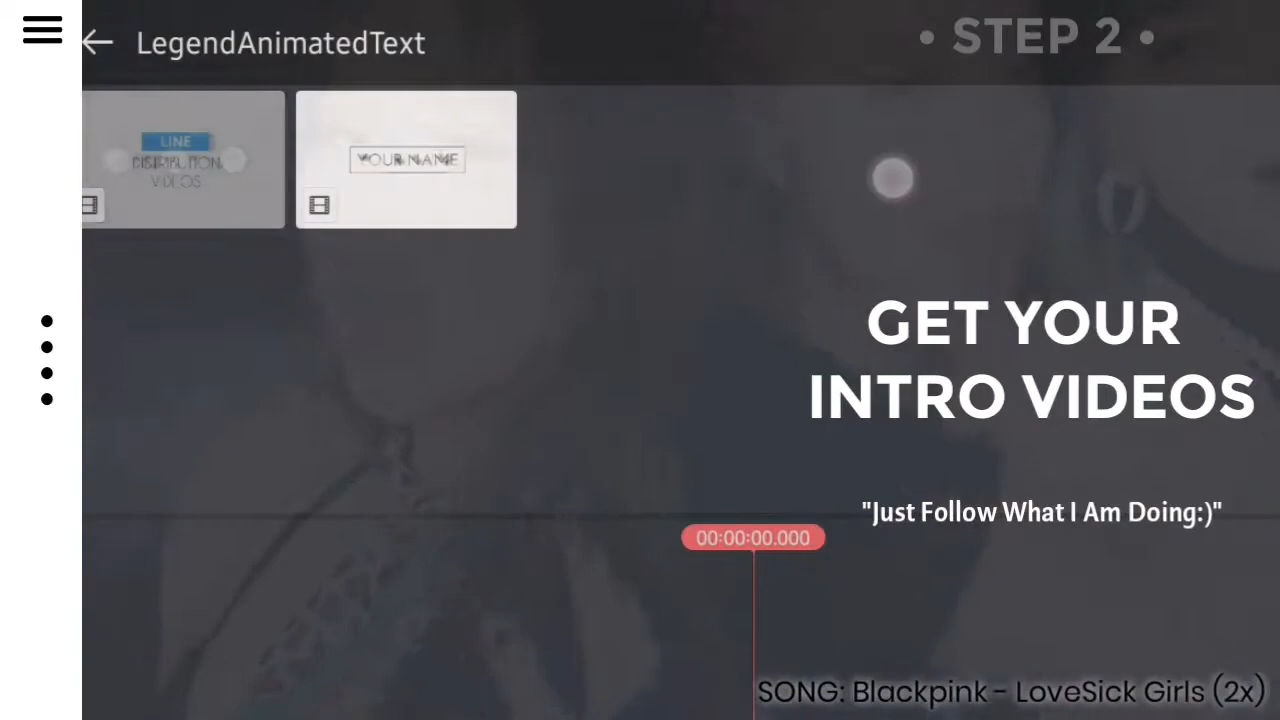 LegendAnimatedText
• STEP 2 •
LINE
DISTRIBUTION
VIDEOS
YOUR NAME
GET YOUR
INTRO VIDEOS
"Just Follow What I Am Doing:)"
00:00:00.000
SONG: Blackpink - LoveSick Girls (2x)